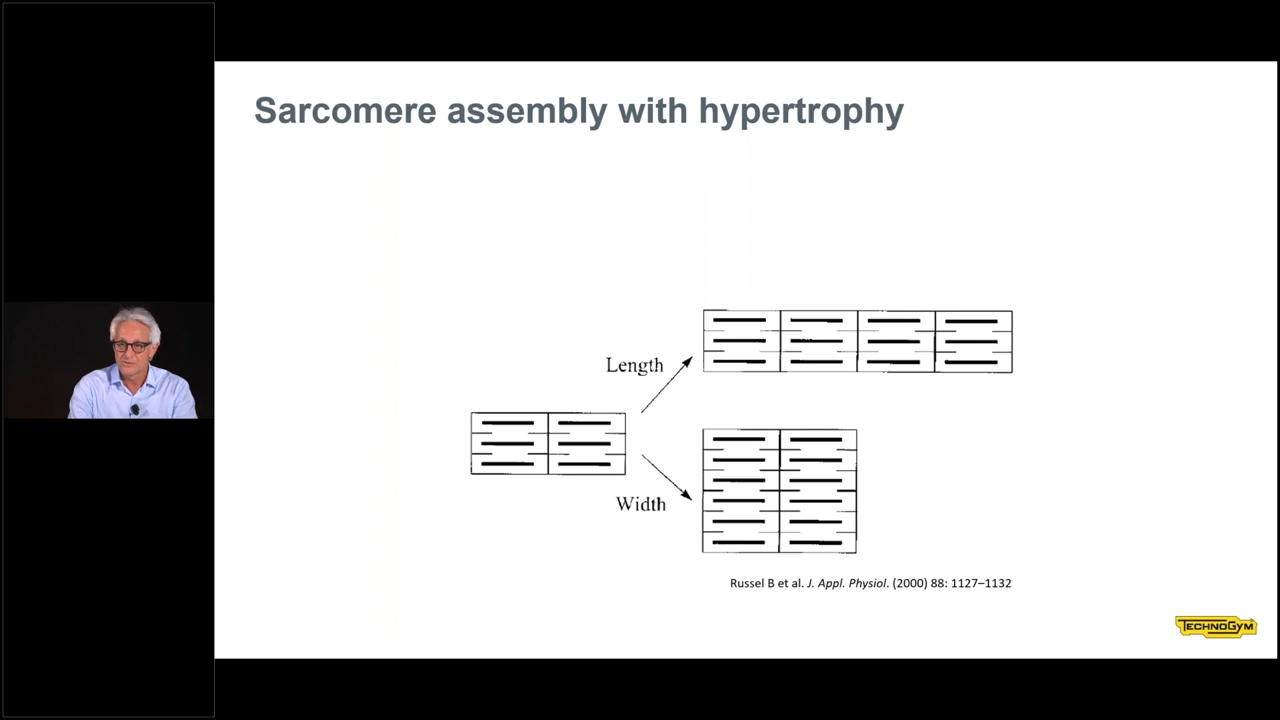 Sarcomere assembly with hypertrophy
Length
Width
Russel B et al. J. Appl. Physiol. (2000) 88: 1127–1132
TECHNOGYM